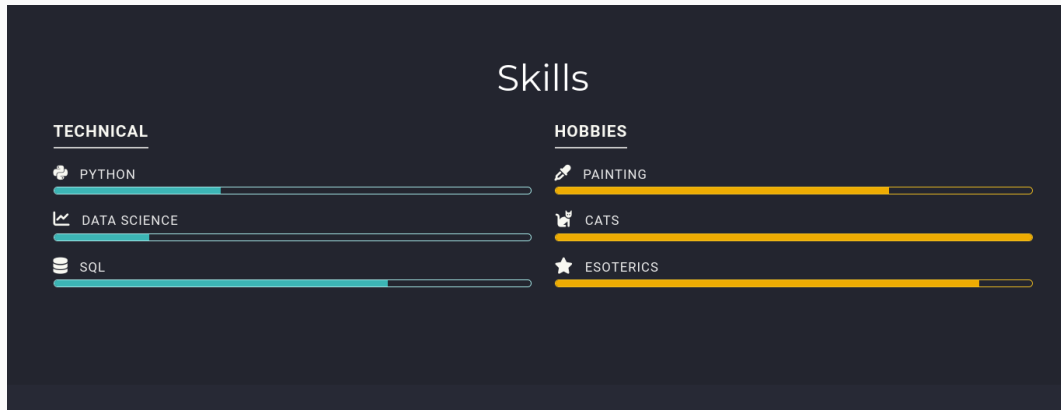 Skills
TECHNICAL
PYTHON
DATA SCIENCE
SQL
HOBBIES
PAINTING
CATS
ESOTERICS